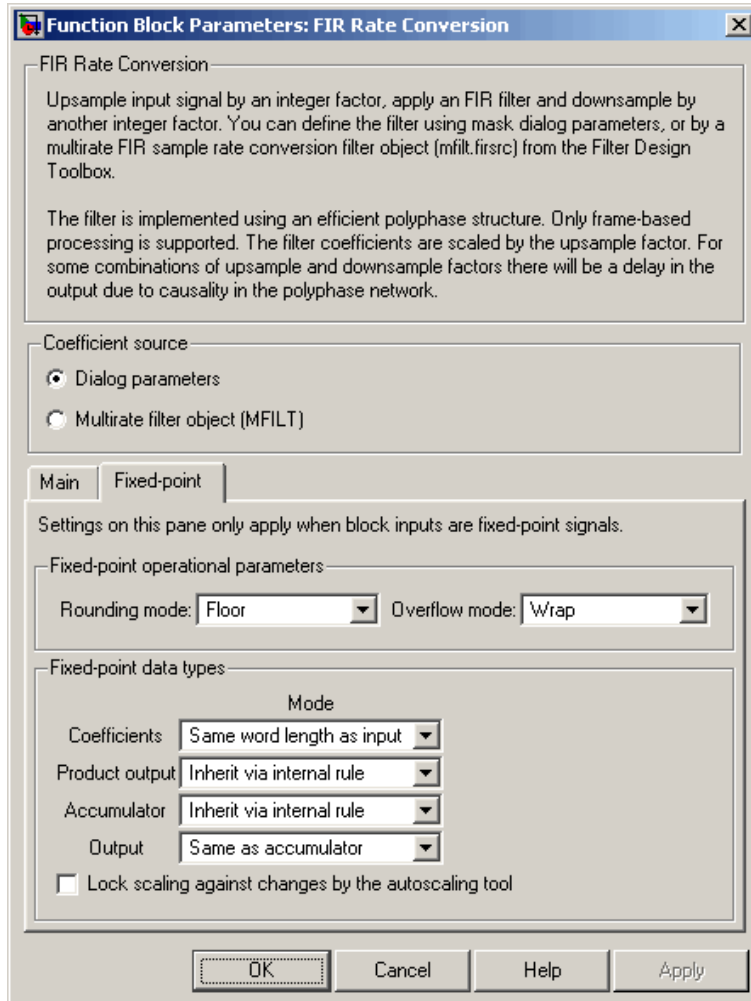 Function Block Parameters: FIR Rate Conversion
FIR Rate Conversion
Upsample input signal by an integer factor, apply an FIR filter and downsample by
another integer factor. You can define the filter using mask dialog parameters, or by a
multirate FIR sample rate conversion filter object (mfilt.firsrc) from the Filter Design
Toolbox.
The filter is implemented using an efficient polyphase structure. Only frame-based
processing is supported. The filter coefficients are scaled by the upsample factor. For
some combinations of upsample and downsample factors there will be a delay in the
output due to causality in the polyphase network.
Coefficient source
Dialog parameters
Multirate filter object (MFILT)
Main Fixed-point
Settings on this pane only apply when block inputs are fixed-point signals.
Fixed-point operational parameters
Rounding mode: Floor Overflow mode: Wrap
Fixed-point data types
Mode
Coefficients Same word length as input
Product output Inherit via internal rule
Accumulator Inherit via internal rule
Output Same as accumulator
Lock scaling against changes by the autoscaling tool
OK Cancel Help Apply